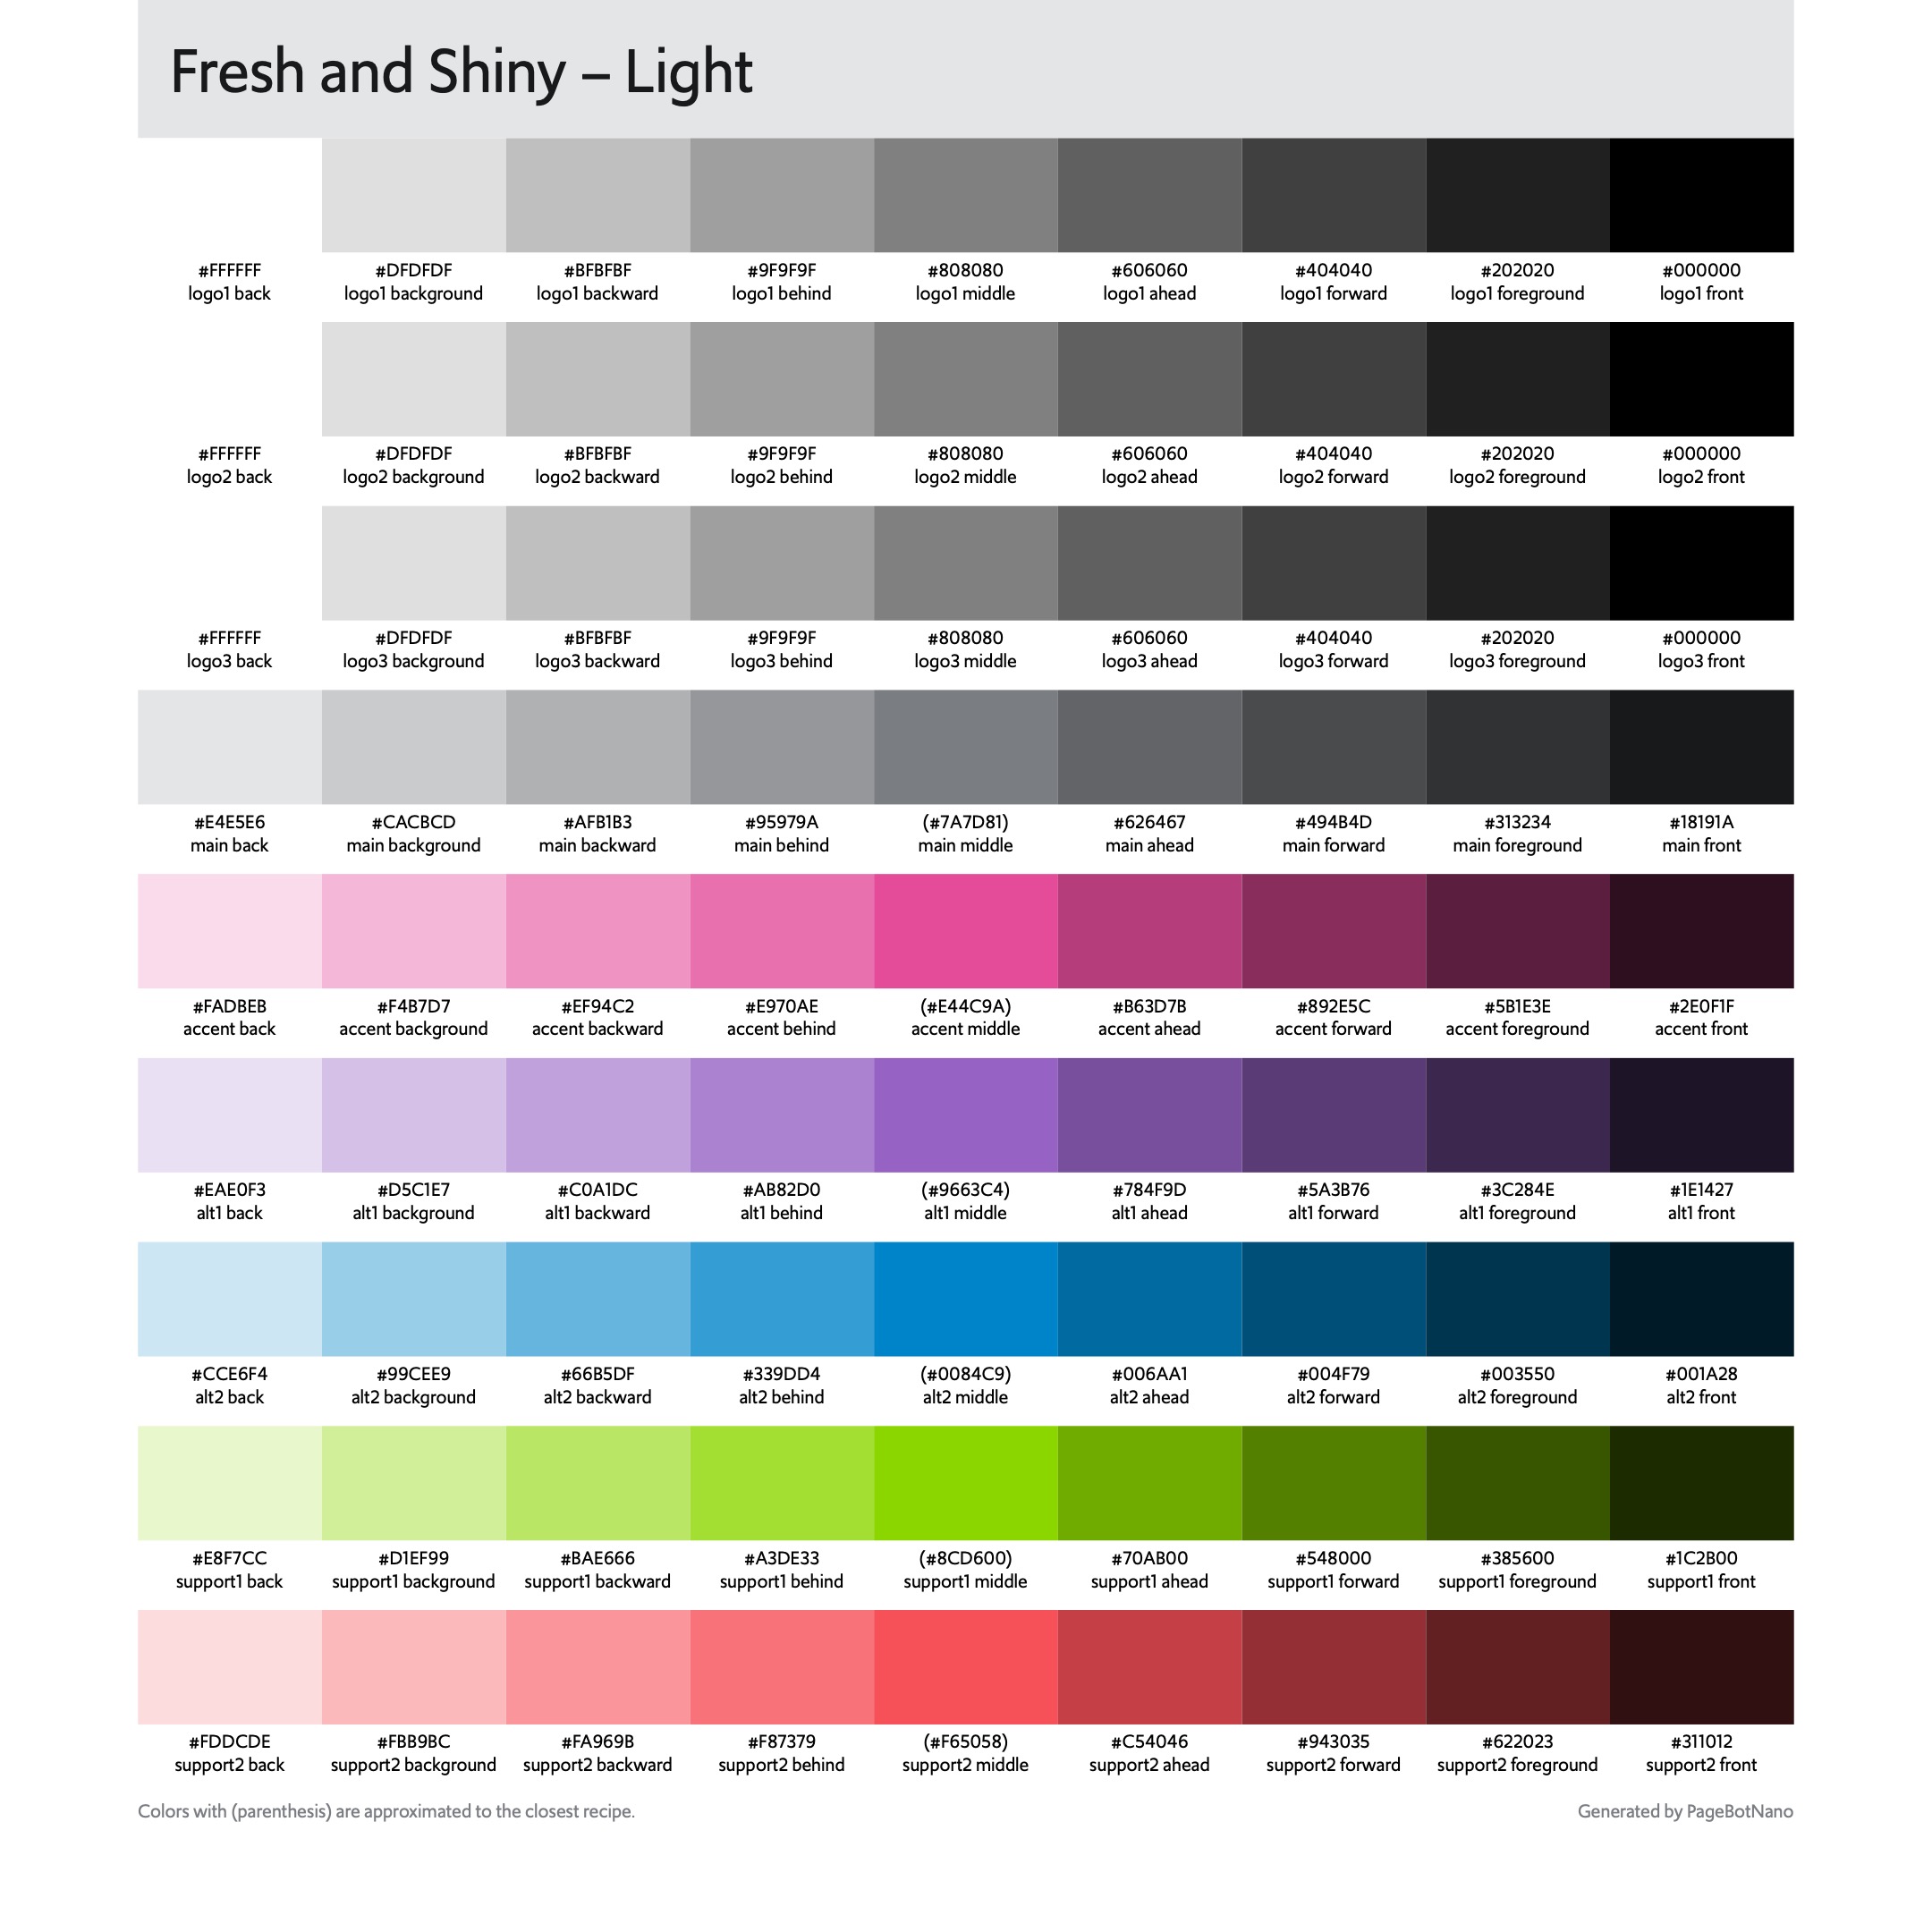 Fresh and Shiny – Light
#FFFFFF #DFDFDF #BFBFBF #9F9F9F #808080 #606060 #404040 #202020 #000000
logo1 back logo1 background logo1 backward logo1 behind logo1 middle logo1 ahead logo1 forward logo1 foreground logo1 front
#FFFFFF #DFDFDF #BFBFBF #9F9F9F #808080 #606060 #404040 #202020 #000000
logo2 back logo2 background logo2 backward logo2 behind logo2 middle logo2 ahead logo2 forward logo2 foreground logo2 front
#FFFFFF #DFDFDF #BFBFBF #9F9F9F #808080 #606060 #404040 #202020 #000000
logo3 back logo3 background logo3 backward logo3 behind logo3 middle logo3 ahead logo3 forward logo3 foreground logo3 front
#E4E5E6 #CACBCD #AFB1B3 #95979A (#7A7D81) #626467 #494B4D #313234 #18191A
main back main background main backward main behind main middle main ahead main forward main foreground main front
#FADBEB #F4B7D7 #EF94C2 #E970AE (#E44C9A) #B63D7B #892E5C #5B1E3E #2E0F1F
accent back accent background accent backward accent behind accent middle accent ahead accent forward accent foreground accent front
#EAE0F3 #D5C1E7 #C0A1DC #AB82D0 (#9663C4) #784F9D #5A3B76 #3C284E #1E1427
alt1 back alt1 background alt1 backward alt1 behind alt1 middle alt1 ahead alt1 forward alt1 foreground alt1 front
#CCE6F4 #99CEE9 #66B5DF #339DD4 (#0084C9) #006AA1 #004F79 #003550 #001A28
alt2 back alt2 background alt2 backward alt2 behind alt2 middle alt2 ahead alt2 forward alt2 foreground alt2 front
#E8F7CC #D1EF99 #BAE666 #A3DE33 (#8CD600) #70AB00 #548000 #385600 #1C2B00
support1 back support1 background support1 backward support1 behind support1 middle support1 ahead support1 forward support1 foreground support1 front
#FDDCDE #FBB9BC #FA969B #F87379 (#F65058) #C54046 #943035 #622023 #311012
support2 back support2 background support2 backward support2 behind support2 middle support2 ahead support2 forward support2 foreground support2 front
Colors with (parenthesis) are approximated to the closest recipe. Generated by PageBotNano